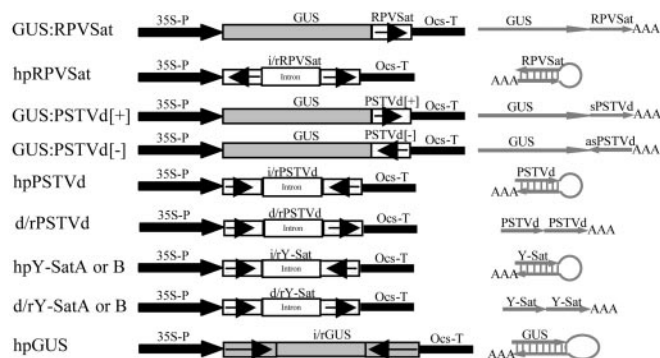 35S-P GUS RPVSat
GUS:RPVSat Ocs-T GUS RPVSat AAA
35S-P i/rRPVSat RPVSat
hpRPVSat Intron Ocs-T AAA
35S-P GUS PSTVd[+] Ocs-T GUS sPSTVd
GUS:PSTVd[+] AAA
35S-P GUS PSTVd[-] Ocs-T GUS asPSTVd
GUS:PSTVd[-] AAA
35S-P i/rPSTVd Ocs-T PSTVd
hpPSTVd Intron AAA
35S-P d/rPSTVd Ocs-T PSTVd PSTVd
d/rPSTVd Intron AAA
35S-P i/rY-Sat Ocs-T Y-Sat
hpY-SatA or B Intron AAA
35S-P d/rY-Sat Ocs-T Y-Sat Y-Sat
d/rY-SatA or B Intron AAA
35S-P i/rGUS Ocs-T GUS
hpGUS AAA